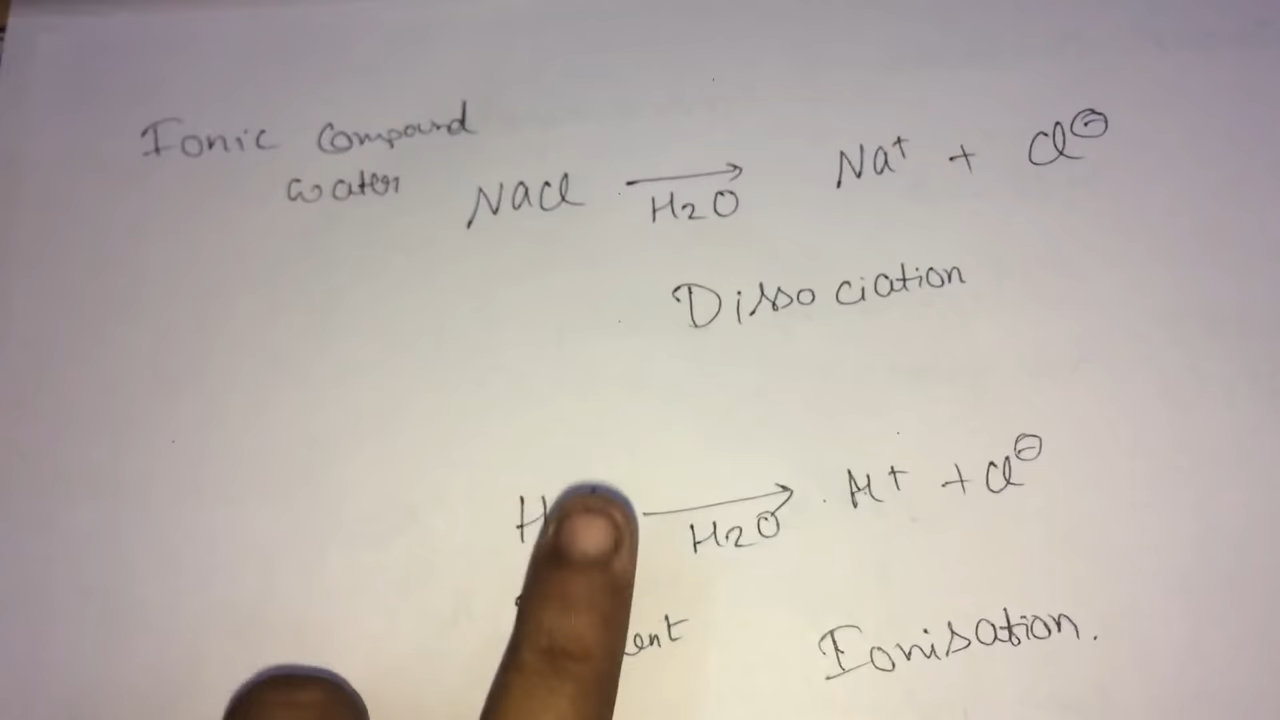 Ionic Compound
water NaCl → H2O Na+ + Cl⊖
Dissociation
H → H2O H+ + Cl⊖
Ionisation.